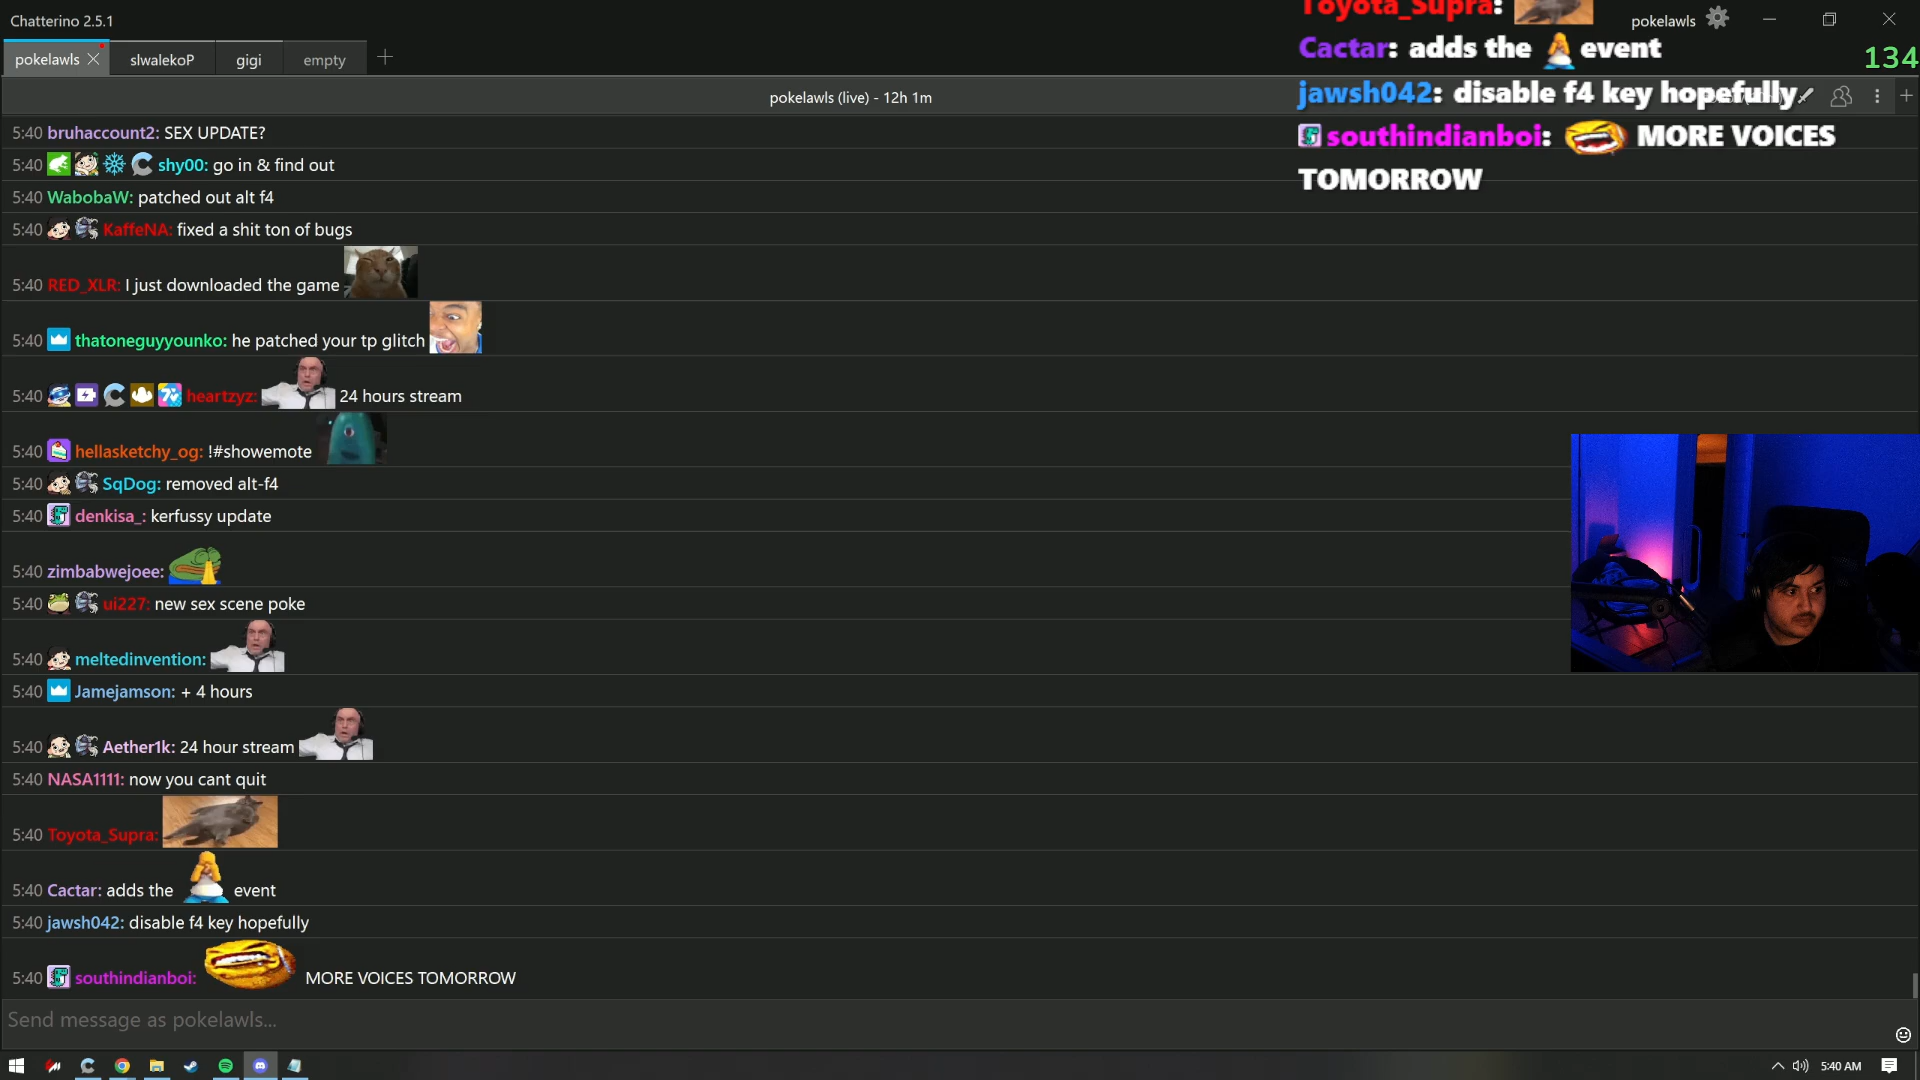 Chatterino 2.5.1
Toyota_Supra:
pokelawls
Cactar: adds the event
134
pokelawls
slwalekoP
gigi
empty
pokelawls (live) - 12h 1m
jawsh042: disable f4 key hopefully
southindianboi: MORE VOICES
TOMORROW
5:40 bruhaccount2: SEX UPDATE?
5:40 shy00: go in & find out
5:40 WabobaW: patched out alt f4
5:40 KaffeNA: fixed a shit ton of bugs
5:40 RED_XLR: I just downloaded the game
5:40 thatoneguyyounko: he patched your tp glitch
5:40 heartzyz: 24 hours stream
5:40 hellasketchy_og: !#showemote
5:40 SqDog: removed alt-f4
5:40 denkisa_: kerfussy update
5:40 zimbabwejoee:
5:40 ui227: new sex scene poke
5:40 meltedinvention:
5:40 Jamejamson: + 4 hours
5:40 Aether1k: 24 hour stream
5:40 NASA1111: now you cant quit
5:40 Toyota_Supra:
5:40 Cactar: adds the event
5:40 jawsh042: disable f4 key hopefully
5:40 southindianboi: MORE VOICES TOMORROW
Send message as pokelawls...
5:40 AM